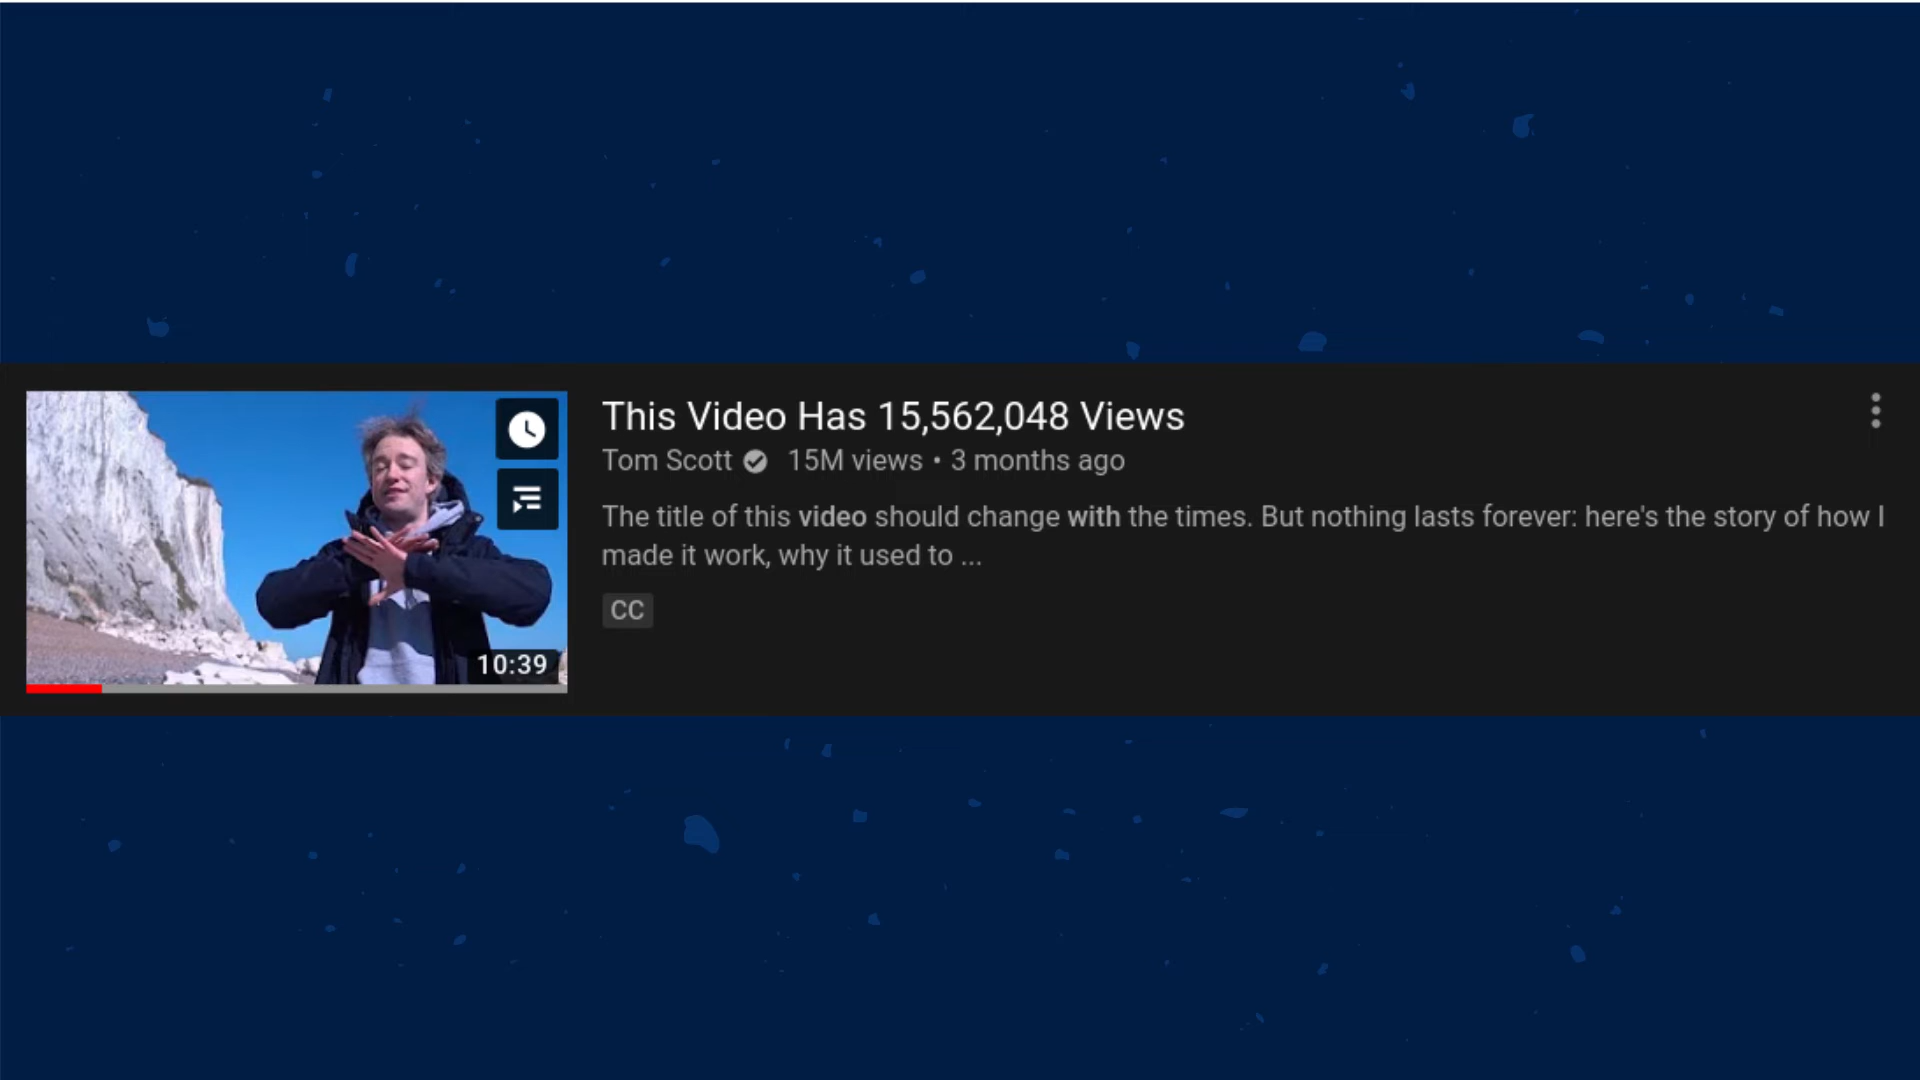 This Video Has 15,562,048 Views
Tom Scott 15M views • 3 months ago
The title of this video should change with the times. But nothing lasts forever: here's the story of how I
made it work, why it used to ...
CC
10:39